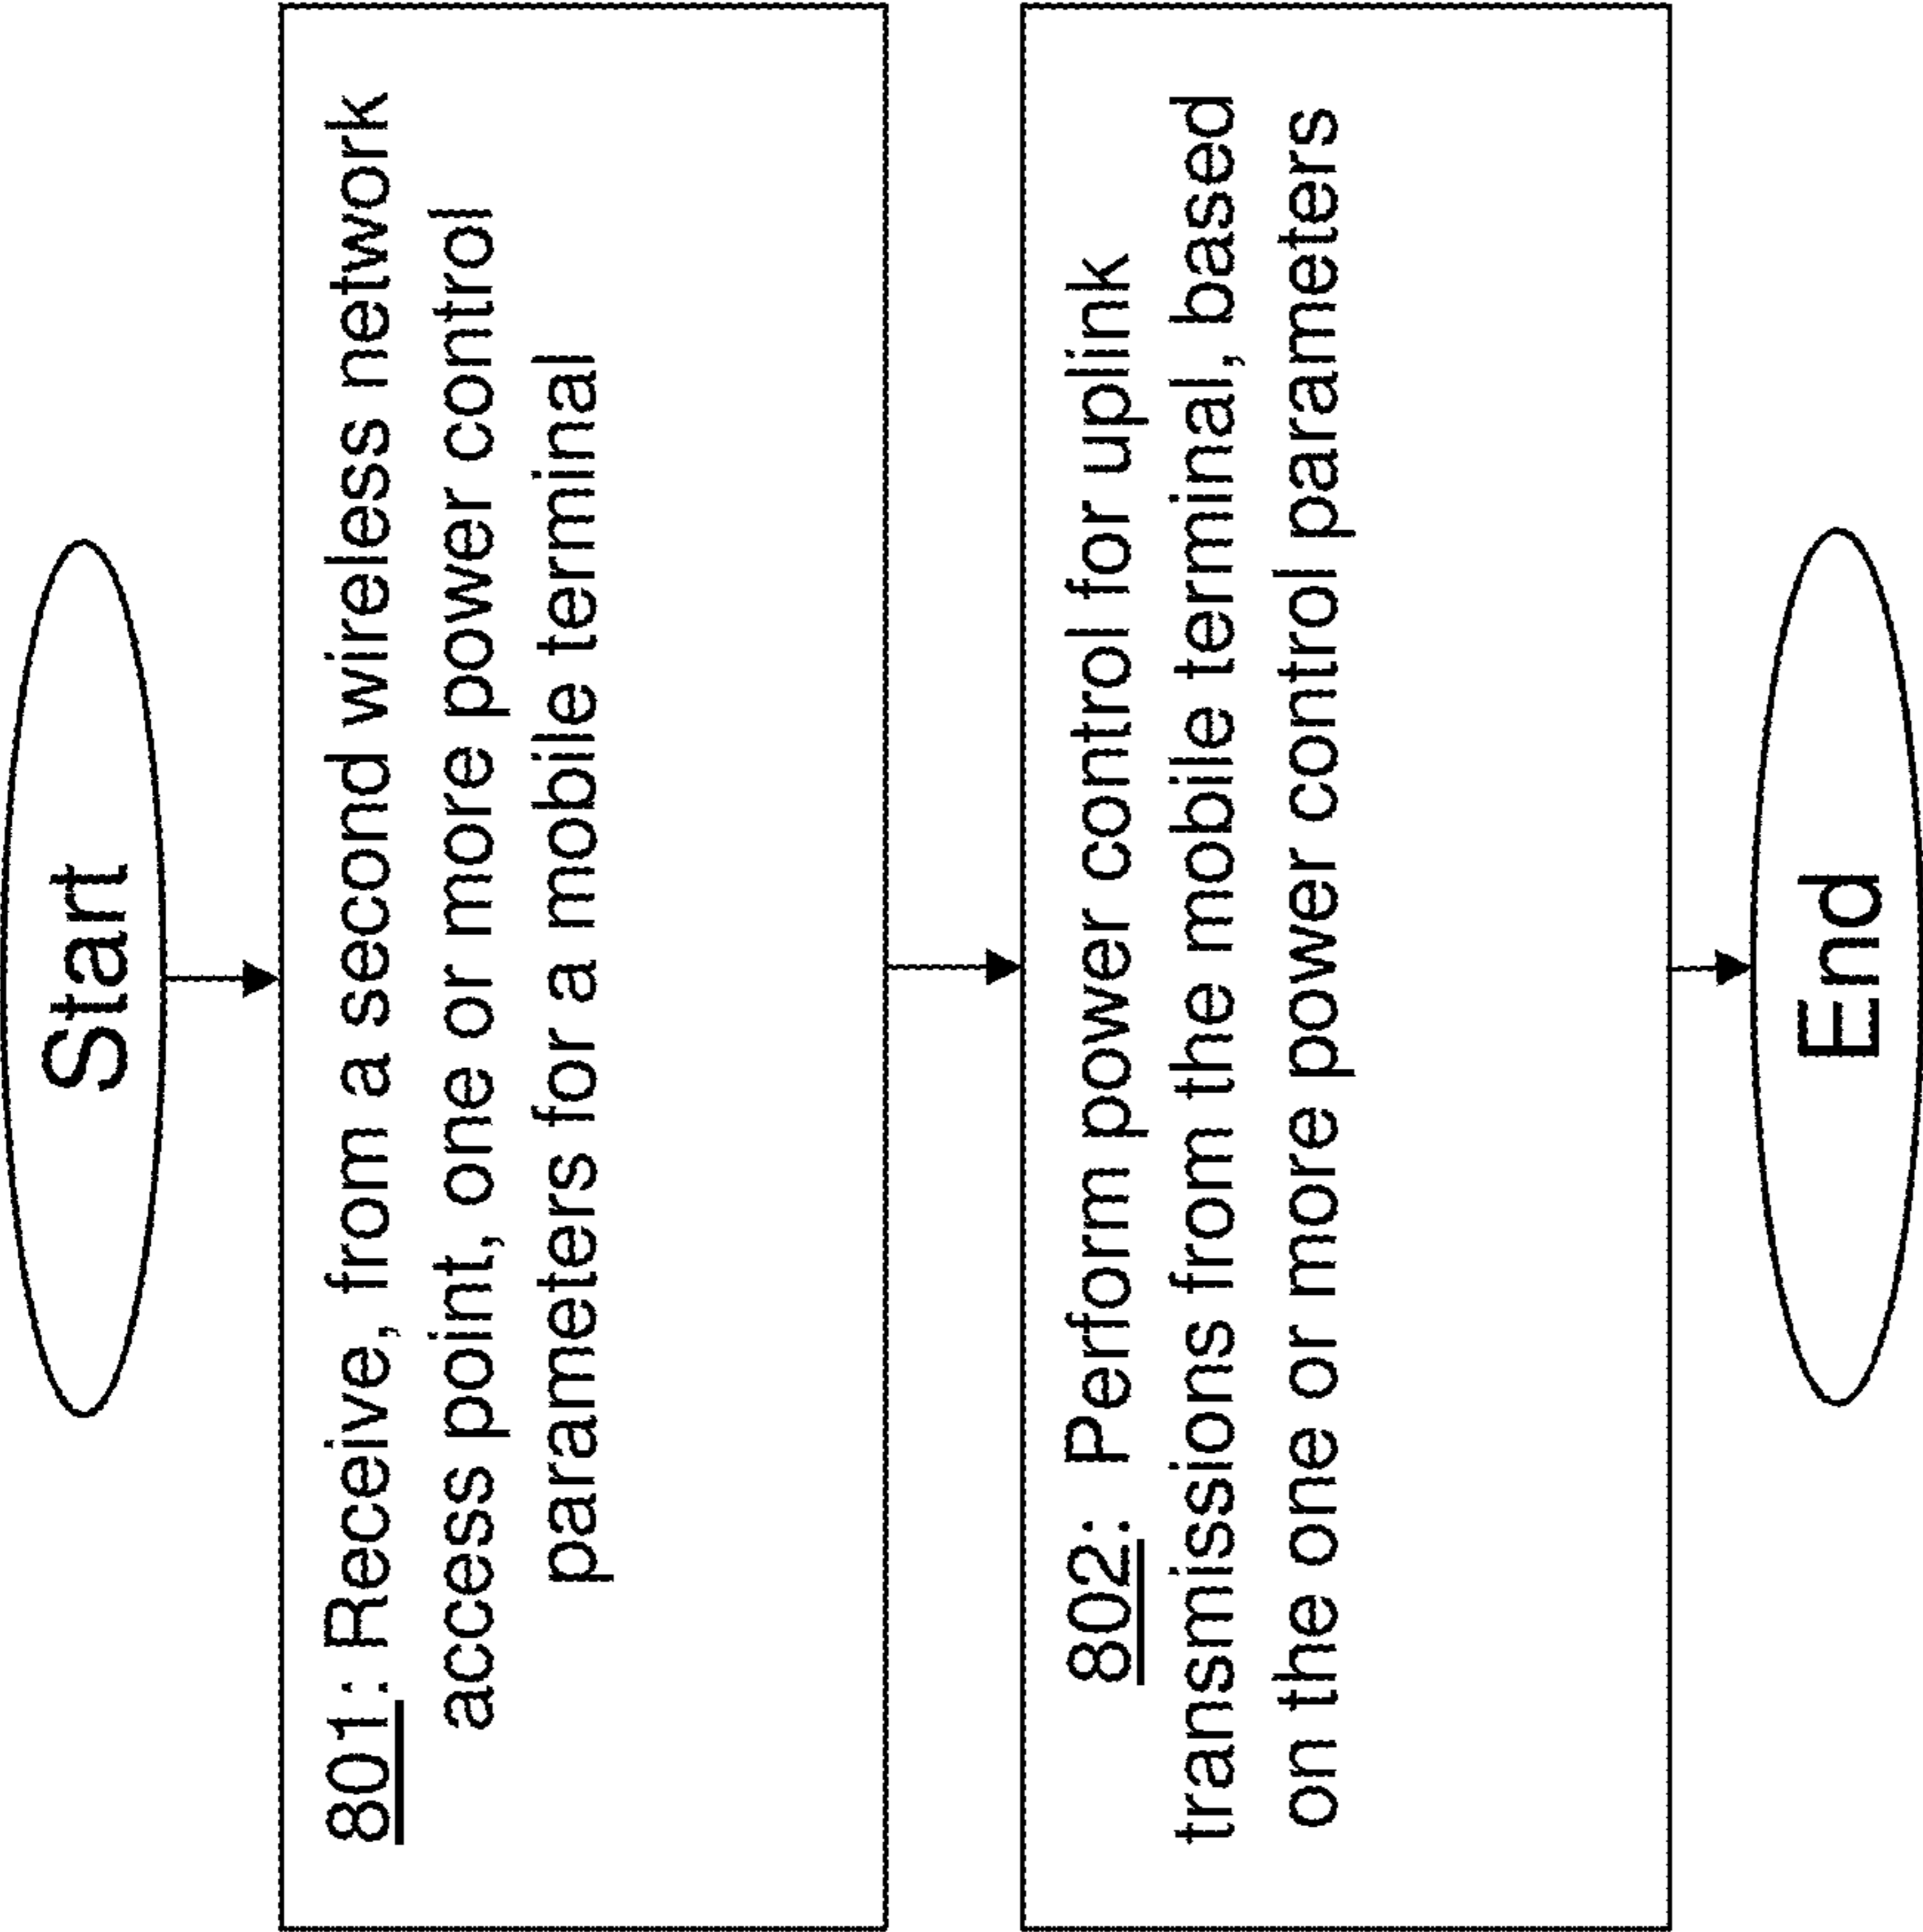 Start
801: Receive, from a second wireless network
access point, one or more power control
parameters for a mobile terminal
802: Perform power control for uplink
transmissions from the mobile terminal, based
on the one or more power control parameters
End